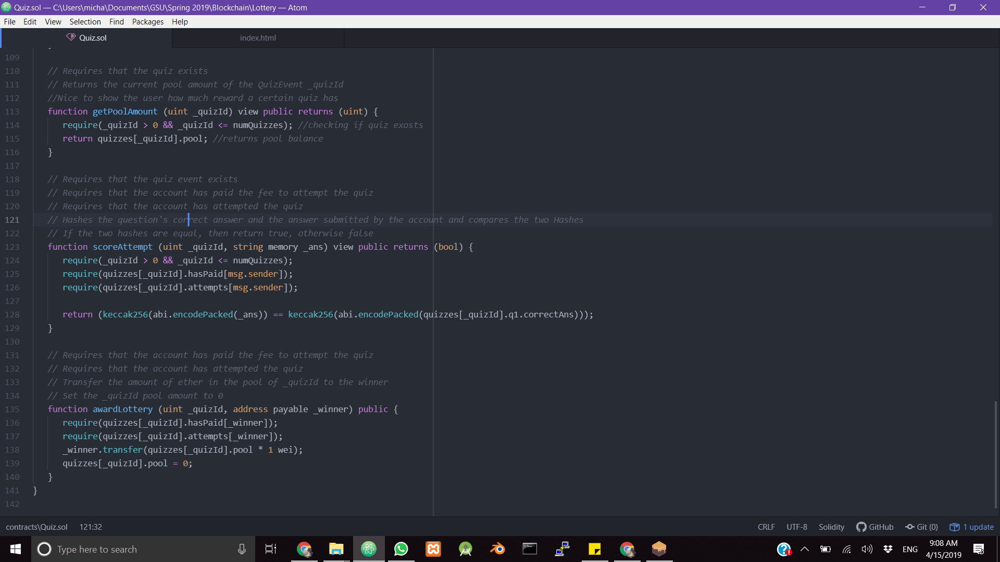 Quiz.sol — C:\Users\micha\Documents\GSU\Spring 2019\Blockchain\Lottery — Atom
File Edit View Selection Find Packages Help
Quiz.sol index.html
109
110 // Requires that the quiz exists
111 // Returns the current pool amount of the QuizEvent _quizId
112 //Nice to show the user how much reward a certain quiz has
113 function getPoolAmount (uint _quizId) view public returns (uint) {
114 require(_quizId > 0 && _quizId <= numQuizzes); //checking if quiz exosts
115 return quizzes[_quizId].pool; //returns pool balance
116 }
117
118 // Requires that the quiz event exists
119 // Requires that the account has paid the fee to attempt the quiz
120 // Requires that the account has attempted the quiz
121 // Hashes the question's correct answer and the answer submitted by the account and compares the two Hashes
122 // If the two hashes are equal, then return true, otherwise false
123 function scoreAttempt (uint _quizId, string memory _ans) view public returns (bool) {
124 require(_quizId > 0 && _quizId <= numQuizzes);
125 require(quizzes[_quizId].hasPaid[msg.sender]);
126 require(quizzes[_quizId].attempts[msg.sender]);
127
128 return (keccak256(abi.encodePacked(_ans)) == keccak256(abi.encodePacked(quizzes[_quizId].q1.correctAns)));
129 }
130
131 // Requires that the account has paid the fee to attempt the quiz
132 // Requires that the account has attempted the quiz
133 // Transfer the amount of ether in the pool of _quizId to the winner
134 // Set the _quizId pool amount to 0
135 function awardLottery (uint _quizId, address payable _winner) public {
136 require(quizzes[_quizId].hasPaid[_winner]);
137 require(quizzes[_quizId].attempts[_winner]);
138 _winner.transfer(quizzes[_quizId].pool * 1 wei);
139 quizzes[_quizId].pool = 0;
140 }
141 }
142
contracts\Quiz.sol 121:32 CRLF UTF-8 Solidity GitHub Git (0) 1 update
Type here to search ENG 9:08 AM
4/15/2019